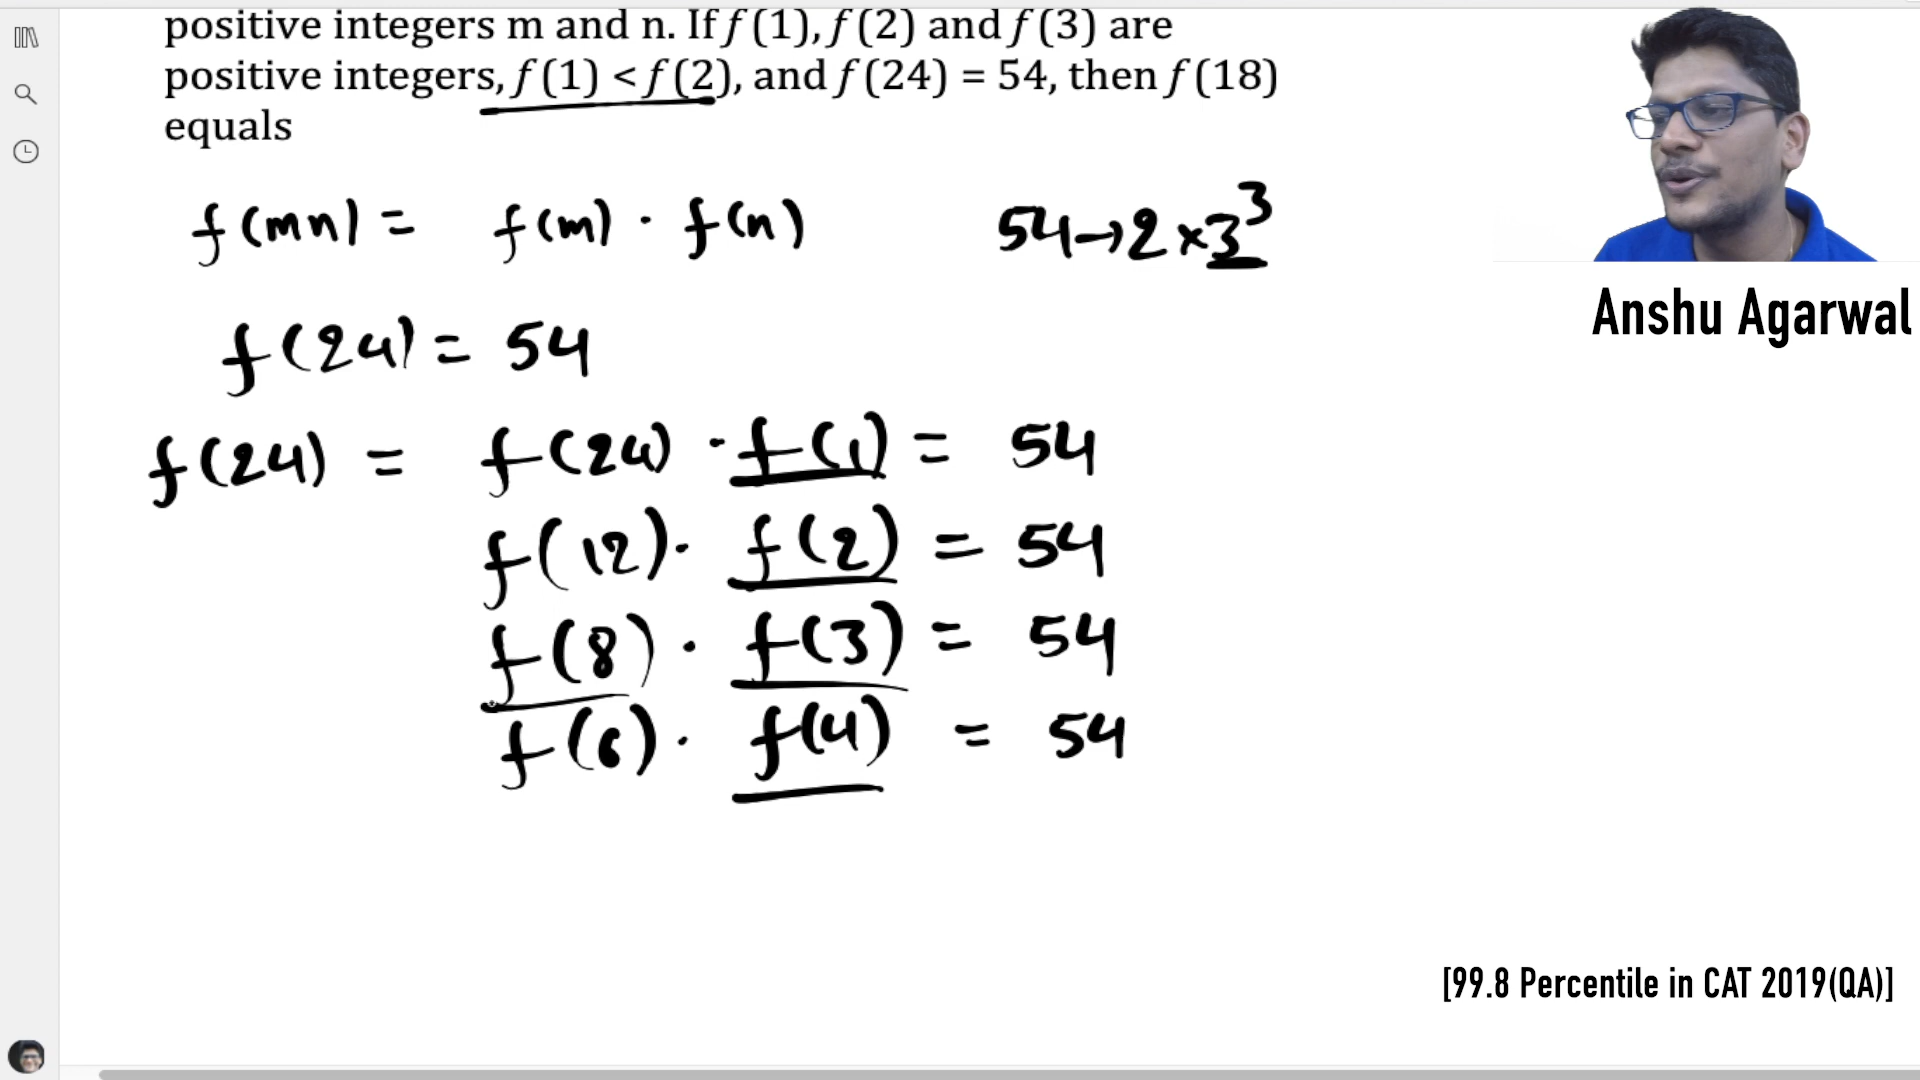 positive integers m and n. If f (1), f (2) and f (3) are
positive integers, f (1) < f (2), and f (24) = 54, then f (18)
equals
f(mn) = f(m) · f(n)
54→2×3³
f(24) = 54
f(24) = f(24) · f(1) = 54
f(12) · f(2) = 54
f(8) · f(3) = 54
f(6) · f(4) = 54
Anshu Agarwal
[99.8 Percentile in CAT 2019(QA)]